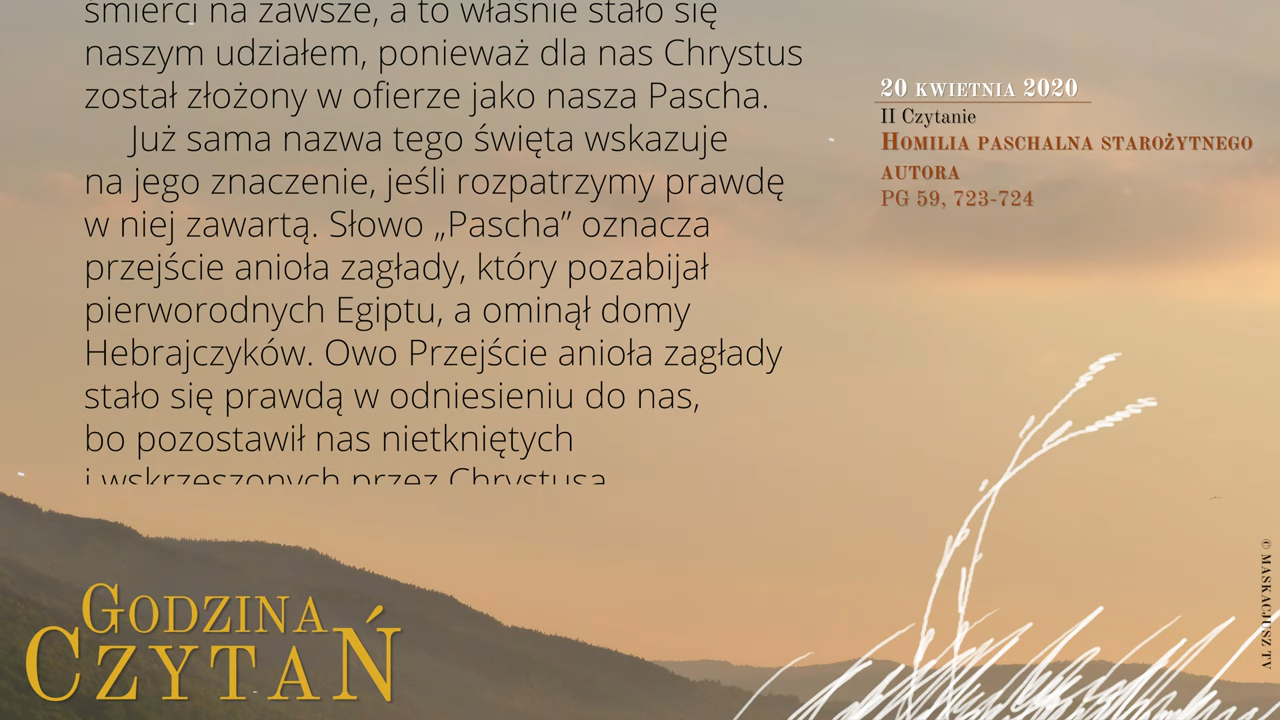 śmierci na zawsze, a to właśnie stało się
naszym udziałem, ponieważ dla nas Chrystus
został złożony w ofierze jako nasza Pascha.
Już sama nazwa tego święta wskazuje
na jego znaczenie, jeśli rozpatrzymy prawdę
w niej zawartą. Słowo „Pascha” oznacza
przejście anioła zagłady, który pozabijał
pierworodnych Egiptu, a ominął domy
Hebrajczyków. Owo Przejście anioła zagłady
stało się prawdą w odniesieniu do nas,
bo pozostawił nas nietkniętych
i wskrzeszonych przez Chrystusa
20 KWIETNIA 2020
II Czytanie
HOMILIA PASCHALNA STAROŻYTNEGO
AUTORA
PG 59, 723-724
GODZINA
CZYTAŃ
© MASKACJUSZ TV